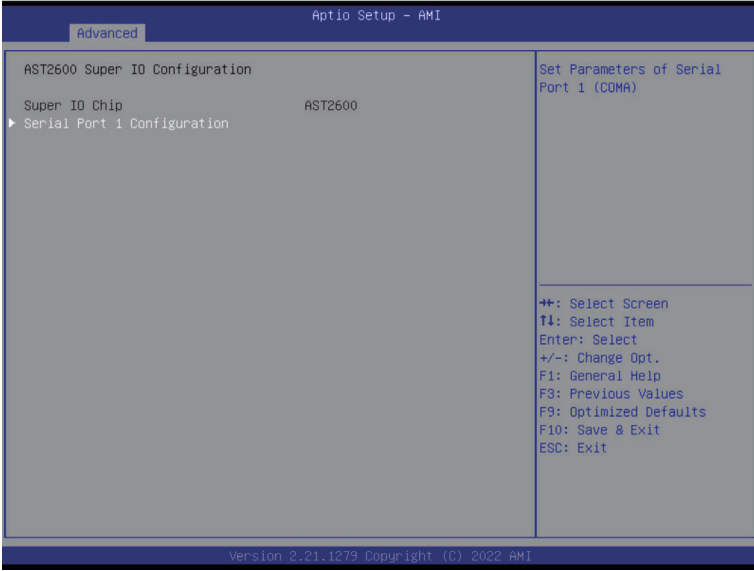 Aptio Setup – AMI
Advanced
AST2600 Super IO Configuration
Super IO Chip AST2600
▶ Serial Port 1 Configuration
Set Parameters of Serial
Port 1 (COMA)
→←: Select Screen
↑↓: Select Item
Enter: Select
+/-: Change Opt.
F1: General Help
F3: Previous Values
F9: Optimized Defaults
F10: Save & Exit
ESC: Exit
Version 2.21.1279 Copyright (C) 2022 AMI